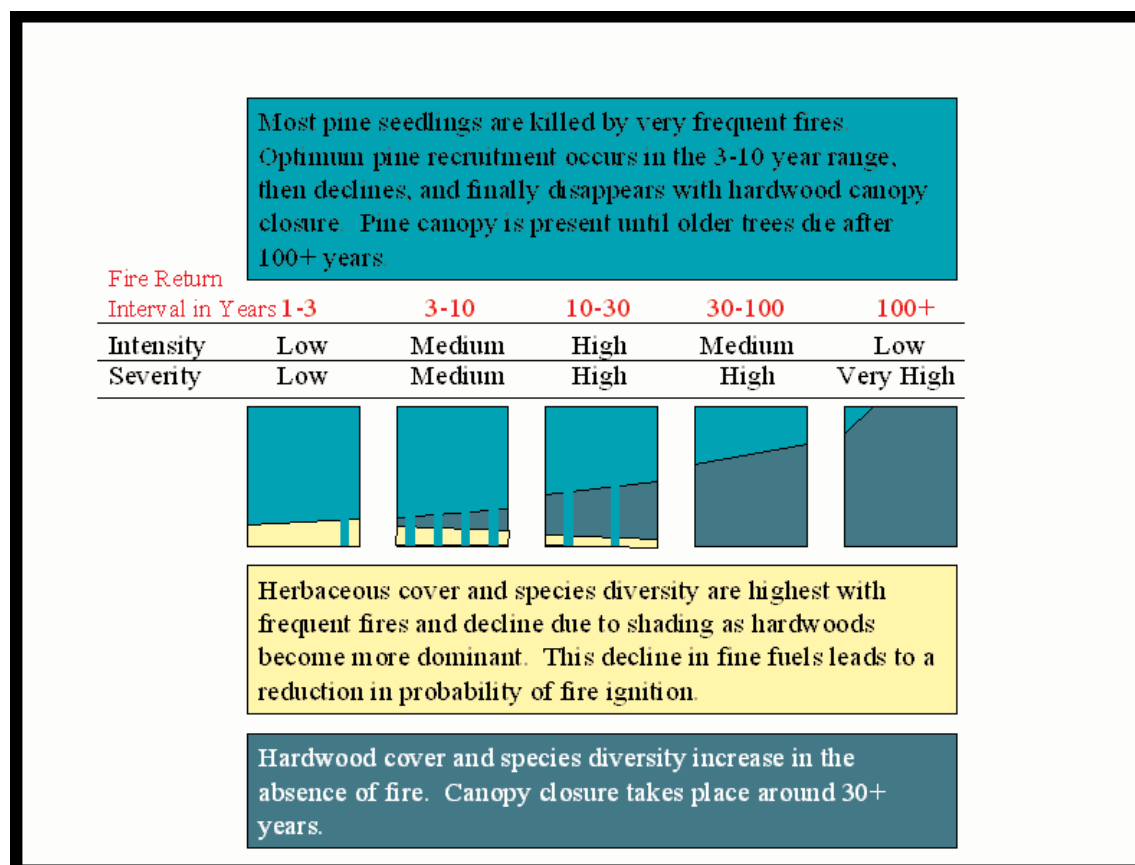 Most pine seedlings are killed by very frequent fires.
Optimum pine recruitment occurs in the 3-10 year range,
then declines, and finally disappears with hardwood canopy
closure. Pine canopy is present until older trees die after
100+ years.
Fire Return
Interval in Years 1-3 3-10 10-30 30-100 100+
Intensity Low Medium High Medium Low
Severity Low Medium High High Very High
Herbaceous cover and species diversity are highest with
frequent fires and decline due to shading as hardwoods
become more dominant. This decline in fine fuels leads to a
reduction in probability of fire ignition.
Hardwood cover and species diversity increase in the
absence of fire. Canopy closure takes place around 30+
years.